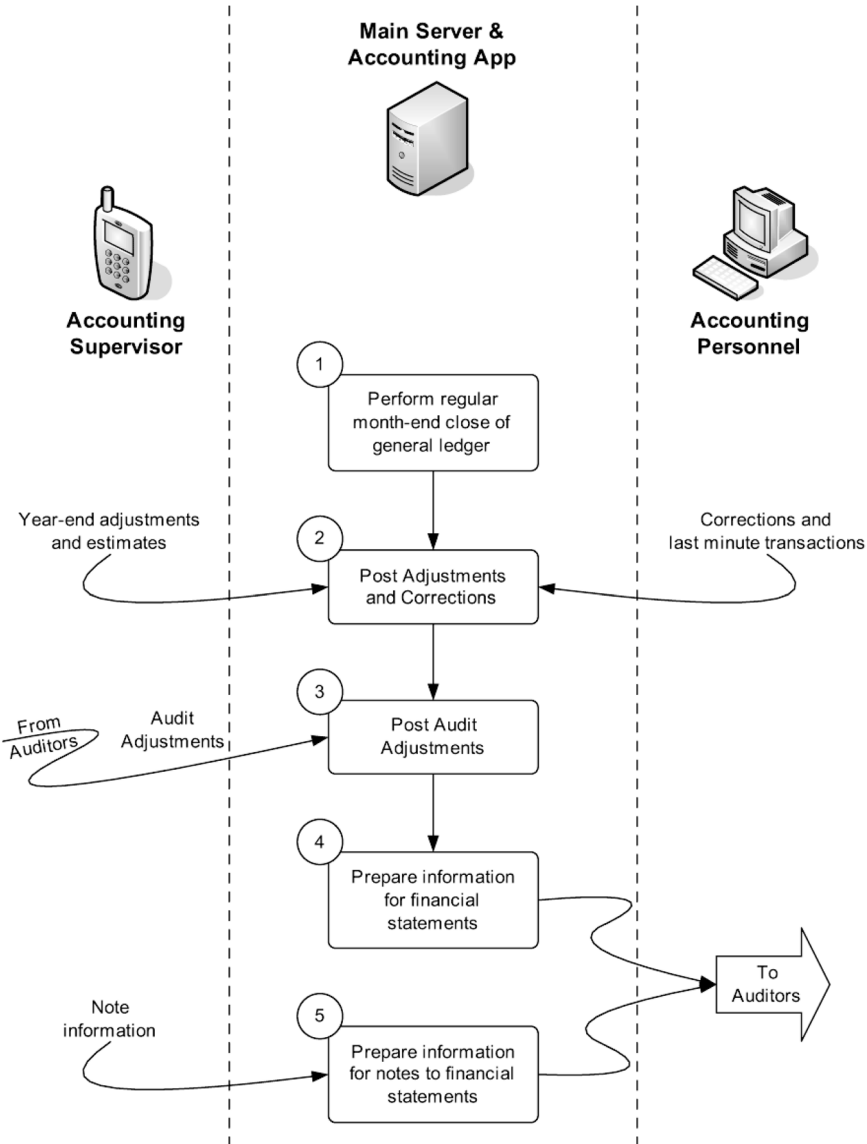 Main Server &
Accounting App
Accounting
Supervisor
Accounting
Personnel
1
Perform regular
month-end close of
general ledger
Year-end adjustments
and estimates
2
Post Adjustments
and Corrections
Corrections and
last minute transactions
3
Post Audit
Adjustments
From
Auditors
Audit
Adjustments
4
Prepare information
for financial
statements
To
Auditors
Note
information
5
Prepare information
for notes to financial
statements